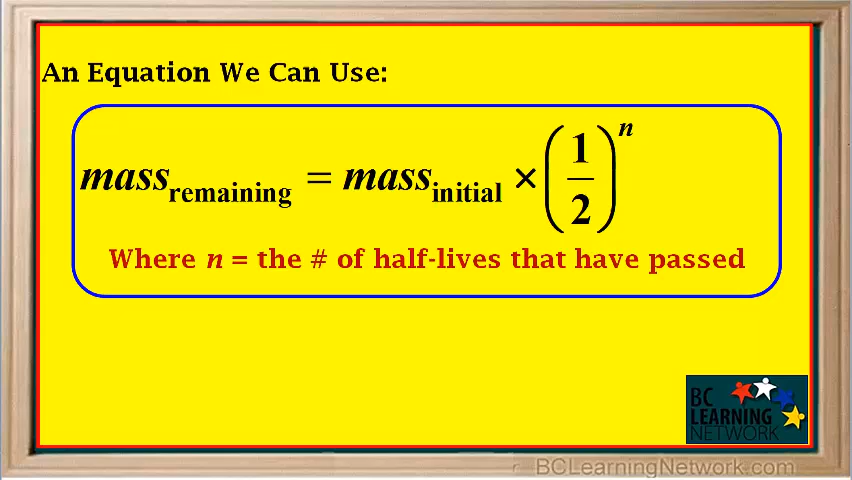 An Equation We Can Use:
mass_remaining = mass_initial × (1/2)^n
Where n = the # of half-lives that have passed
BC
LEARNING
NETWORK
BCLearningNetwork.com